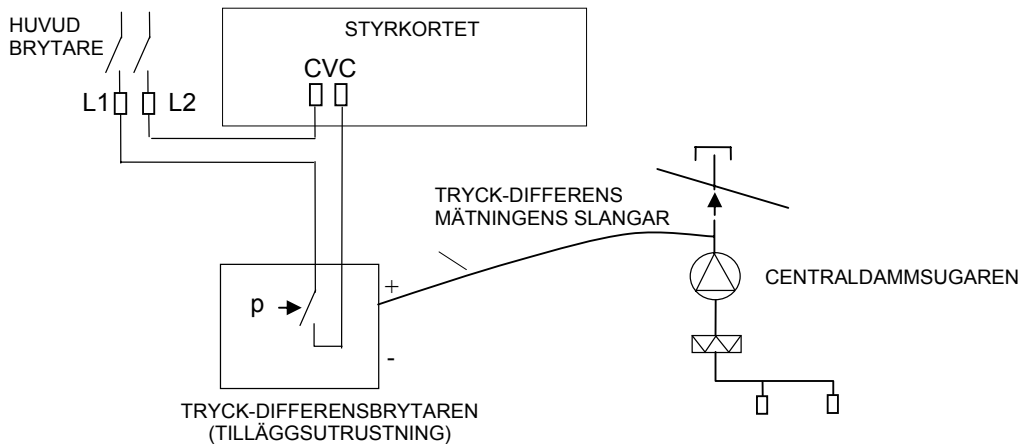 HUVUD
BRYTARE
STYRKORTET
CVC
L1
L2
TRYCK-DIFFERENS
MÄTNINGENS SLANGAR
CENTRALDAMMSUGAREN
+
p
-
TRYCK-DIFFERENSBRYTAREN
(TILLÄGGSUTRUSTNING)